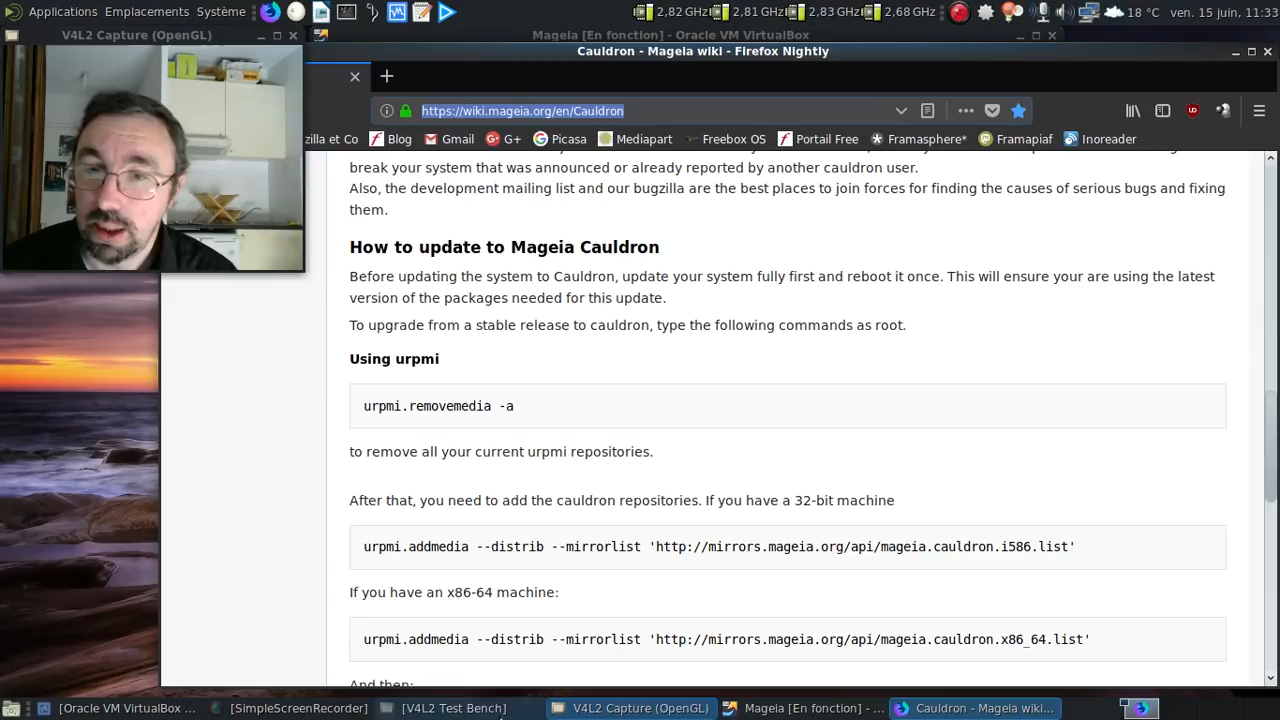 Applications Emplacements Système
2,82 GHz
2,83 GHz
2,83 GHz
2,68 GHz
18 °C
ven. 15 juin, 11:33
V4L2 Capture (OpenGL)
Mageia [En fonction] - Oracle VM VirtualBox
Cauldron - Mageia wiki - Firefox Nightly
https://wiki.mageia.org/en/Cauldron
zilla et Co
Blog
Gmail
G+
Picasa
Mediapart
Freebox OS
Portail Free
Framasphere*
Framapiaf
Inoreader
break your system that was announced or already reported by another cauldron user.
Also, the development mailing list and our bugzilla are the best places to join forces for finding the causes of serious bugs and fixing
them.
How to update to Mageia Cauldron
Before updating the system to Cauldron, update your system fully first and reboot it once. This will ensure your are using the latest
version of the packages needed for this update.
To upgrade from a stable release to cauldron, type the following commands as root.
Using urpmi
urpmi.removemedia -a
to remove all your current urpmi repositories.
After that, you need to add the cauldron repositories. If you have a 32-bit machine
urpmi.addmedia --distrib --mirrorlist 'http://mirrors.mageia.org/api/mageia.cauldron.i586.list'
If you have an x86-64 machine:
urpmi.addmedia --distrib --mirrorlist 'http://mirrors.mageia.org/api/mageia.cauldron.x86_64.list'
And then:
[Oracle VM VirtualBox ...
[SimpleScreenRecorder]
[V4L2 Test Bench]
V4L2 Capture (OpenGL)
Mageia [En fonction] - ...
Cauldron - Mageia wiki...